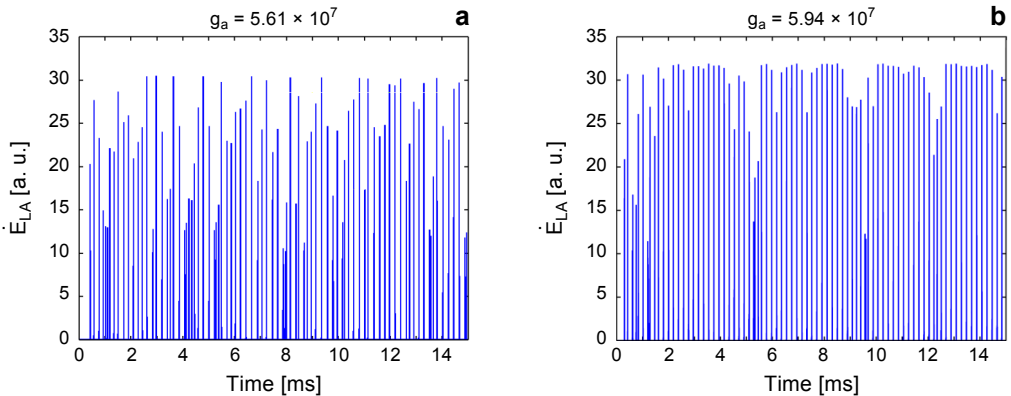 g_a = 5.61 × 10^7
a
35
30
25
20
15
10
5
0
0 2 4 6 8 10 12 14
Ė_LA [a. u.]
Time [ms]
g_a = 5.94 × 10^7
b
35
30
25
20
15
10
5
0
0 2 4 6 8 10 12 14
Ė_LA [a. u.]
Time [ms]